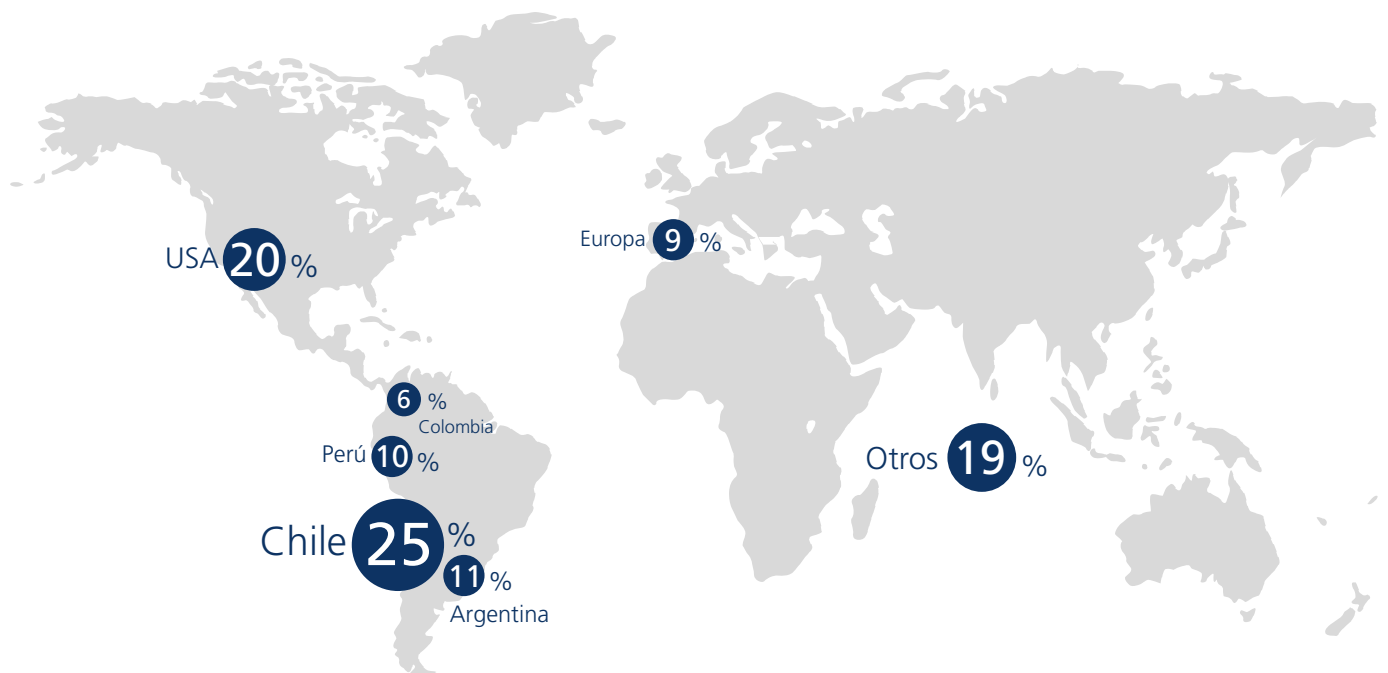 Europa 9 %
USA 20 %
6 %
Colombia
Perú 10 %
Otros 19 %
Chile 25 %
11 %
Argentina